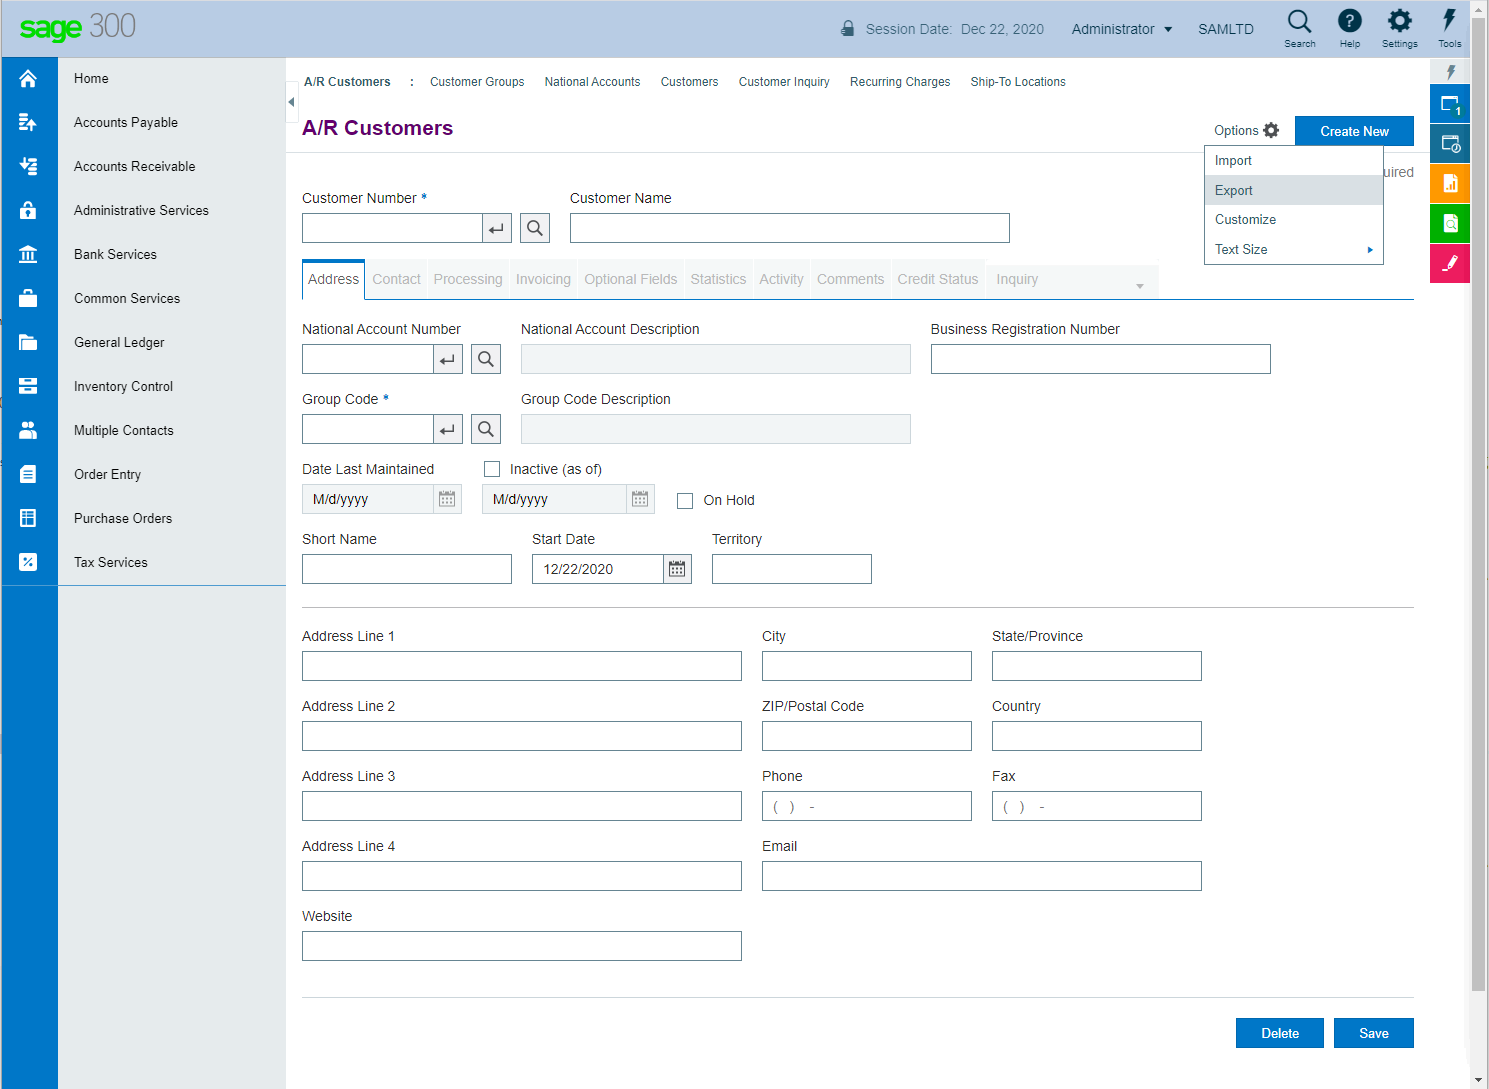 sage 300
Session Date: Dec 22, 2020
Administrator
SAMLTD
Search
Help
Settings
Tools
Home
Accounts Payable
Accounts Receivable
Administrative Services
Bank Services
Common Services
General Ledger
Inventory Control
Multiple Contacts
Order Entry
Purchase Orders
Tax Services
A/R Customers : Customer Groups National Accounts Customers Customer Inquiry Recurring Charges Ship-To Locations
A/R Customers
Options
Create New
1
Import
Export
Customize
Text Size
uired
Customer Number *
Customer Name
Address Contact Processing Invoicing Optional Fields Statistics Activity Comments Credit Status Inquiry
National Account Number
National Account Description
Business Registration Number
Group Code *
Group Code Description
Date Last Maintained
Inactive (as of)
M/d/yyyy
M/d/yyyy
On Hold
Short Name
Start Date
Territory
12/22/2020
Address Line 1
City
State/Province
Address Line 2
ZIP/Postal Code
Country
Address Line 3
Phone
Fax
( ) -
( ) -
Address Line 4
Email
Website
Delete
Save